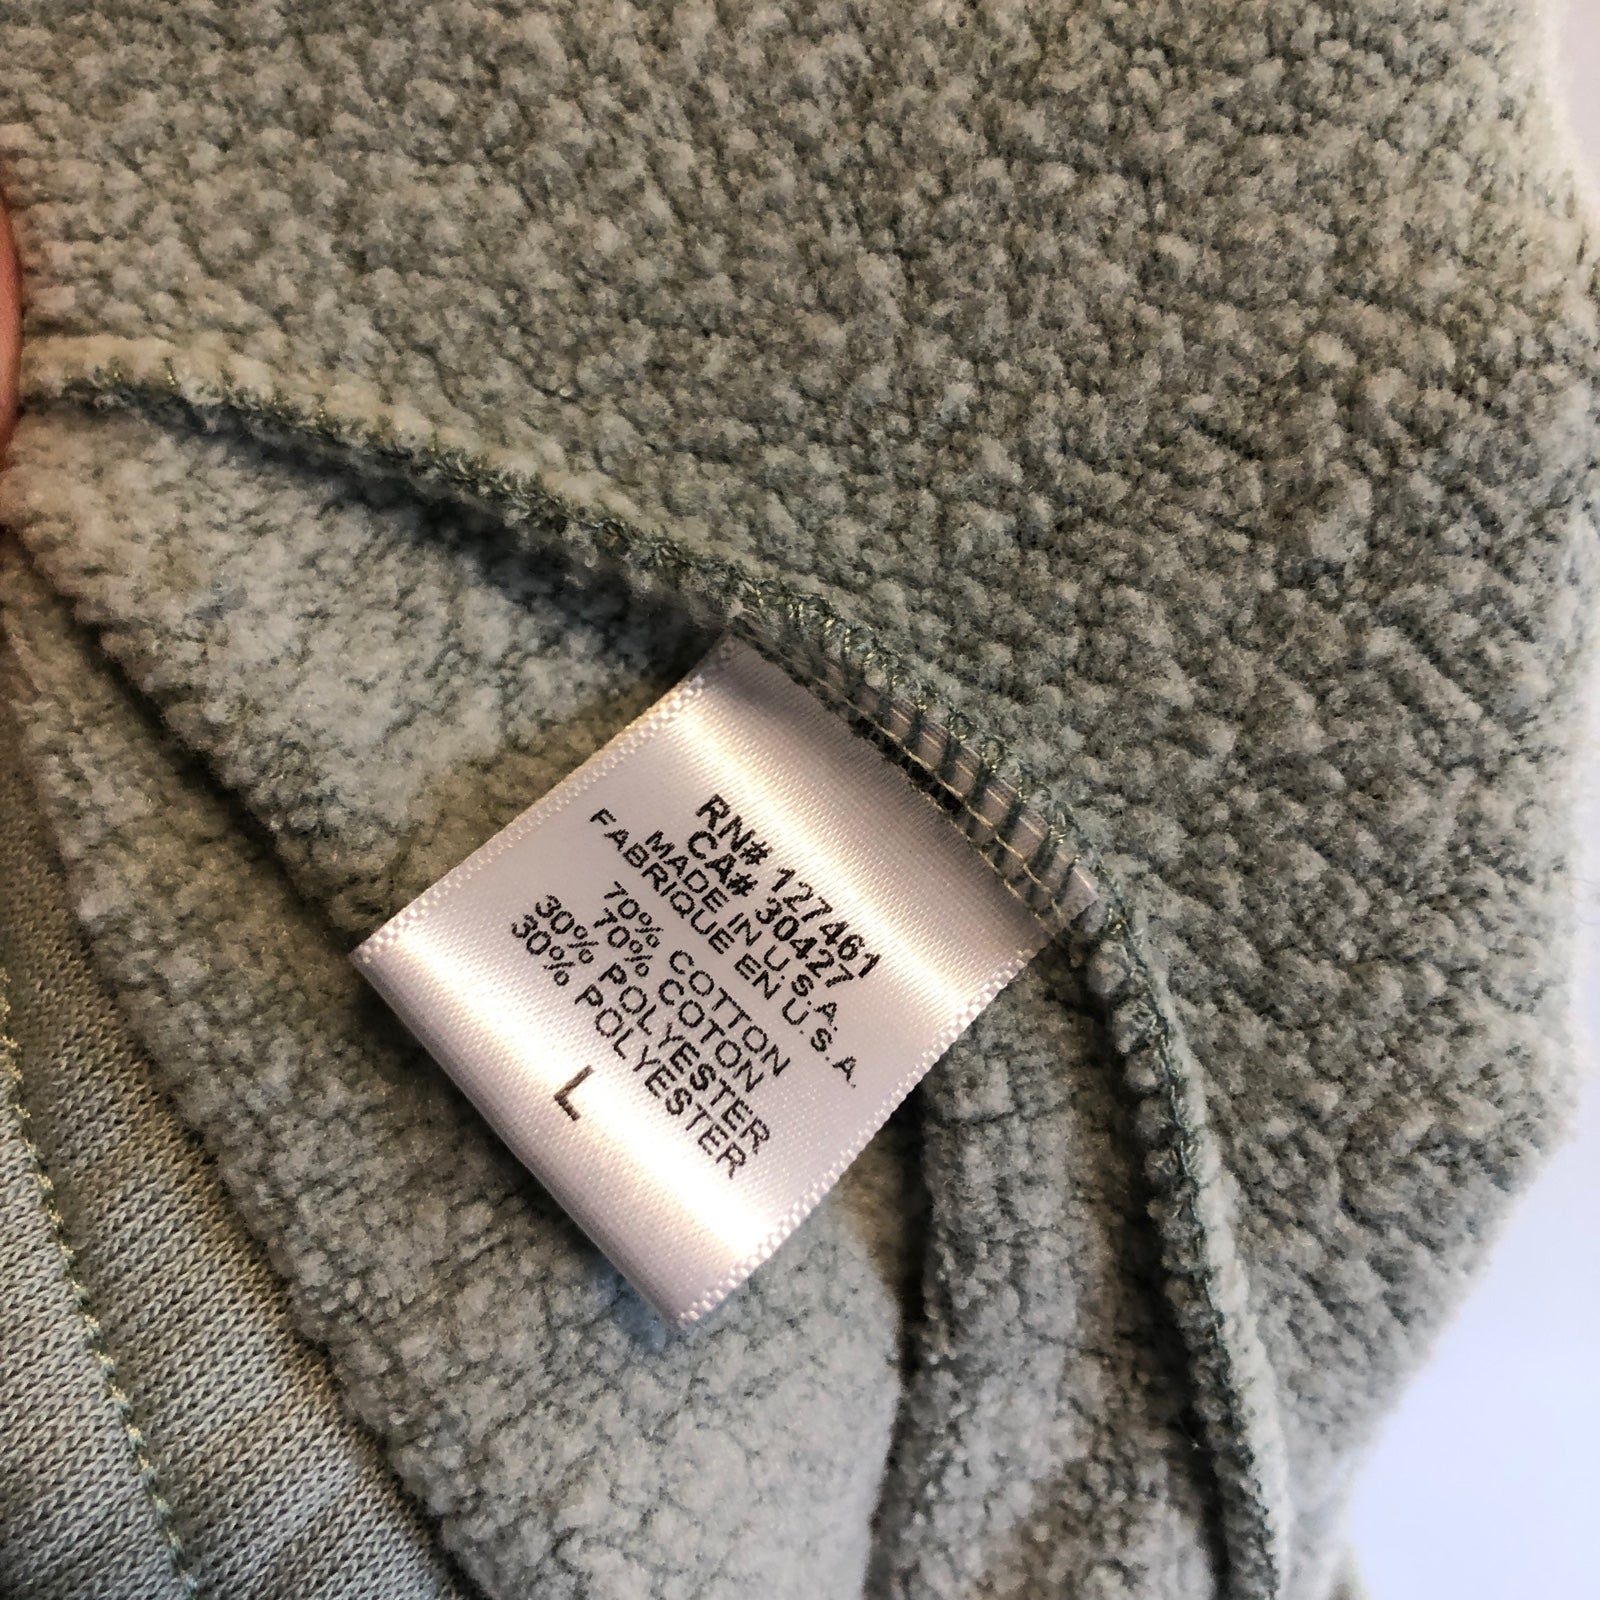 RN# 127461
CA# 30427
MADE IN U.S.A.
FABRIQUE EN U.S.A.
70% COTTON
70% COTON
30% POLYESTER
30% POLYESTER
L